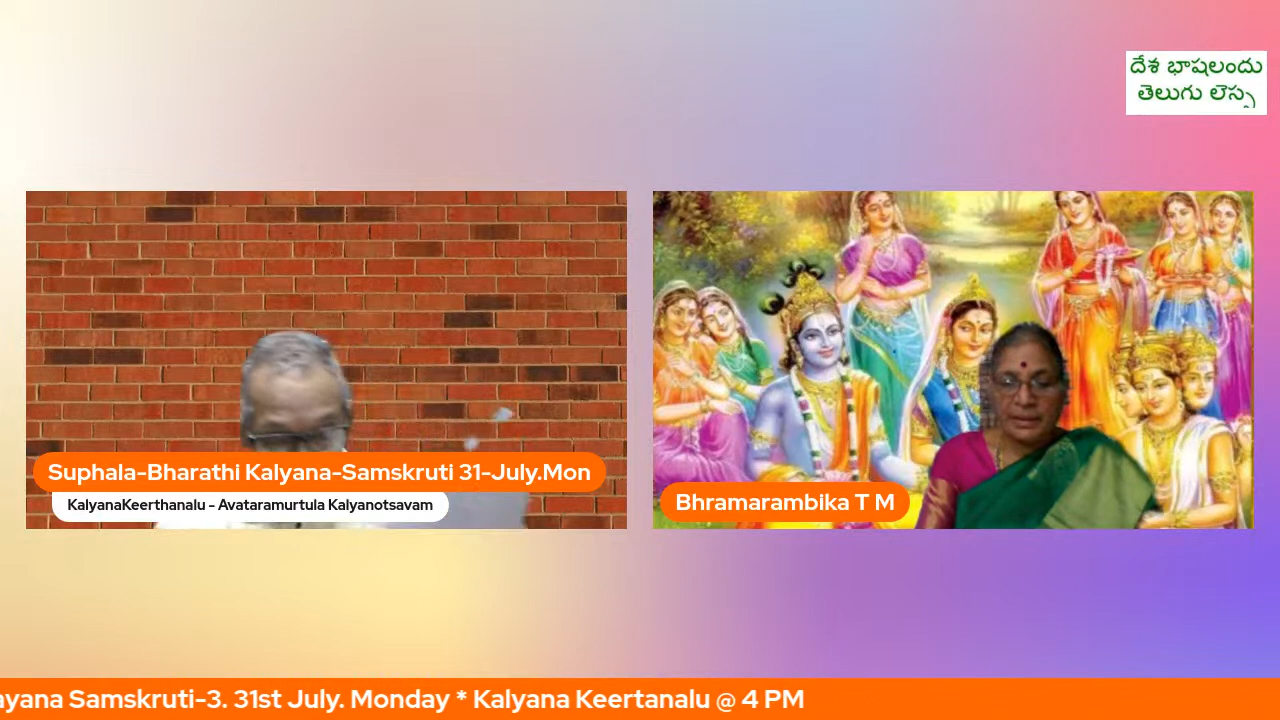 దేశ భాషలందు
తెలుగు లెస్స
Suphala-Bharathi Kalyana-Samskruti 31-July.Mon
KalyanaKeerthanalu - Avataramurtula Kalyanotsavam
Bhramarambika T M
ayana Samskruti-3. 31st July. Monday * Kalyana Keertanalu @ 4 PM